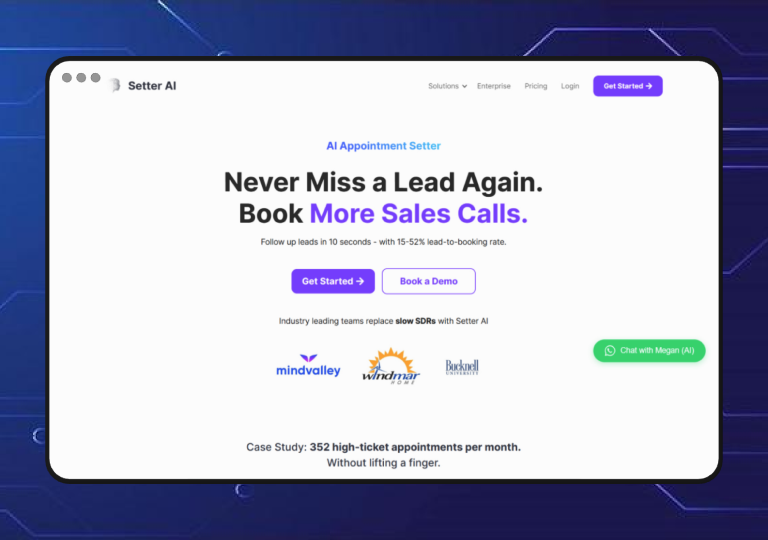 Setter AI
Solutions
Enterprise
Pricing
Login
Get Started →
AI Appointment Setter
Never Miss a Lead Again.
Book More Sales Calls.
Follow up leads in 10 seconds - with 15-52% lead-to-booking rate.
Get Started →
Book a Demo
Industry leading teams replace slow SDRs with Setter AI
Chat with Megan (AI)
mindvalley
windmar
HOME
Bucknell
UNIVERSITY
Case Study: 352 high-ticket appointments per month.
Without lifting a finger.